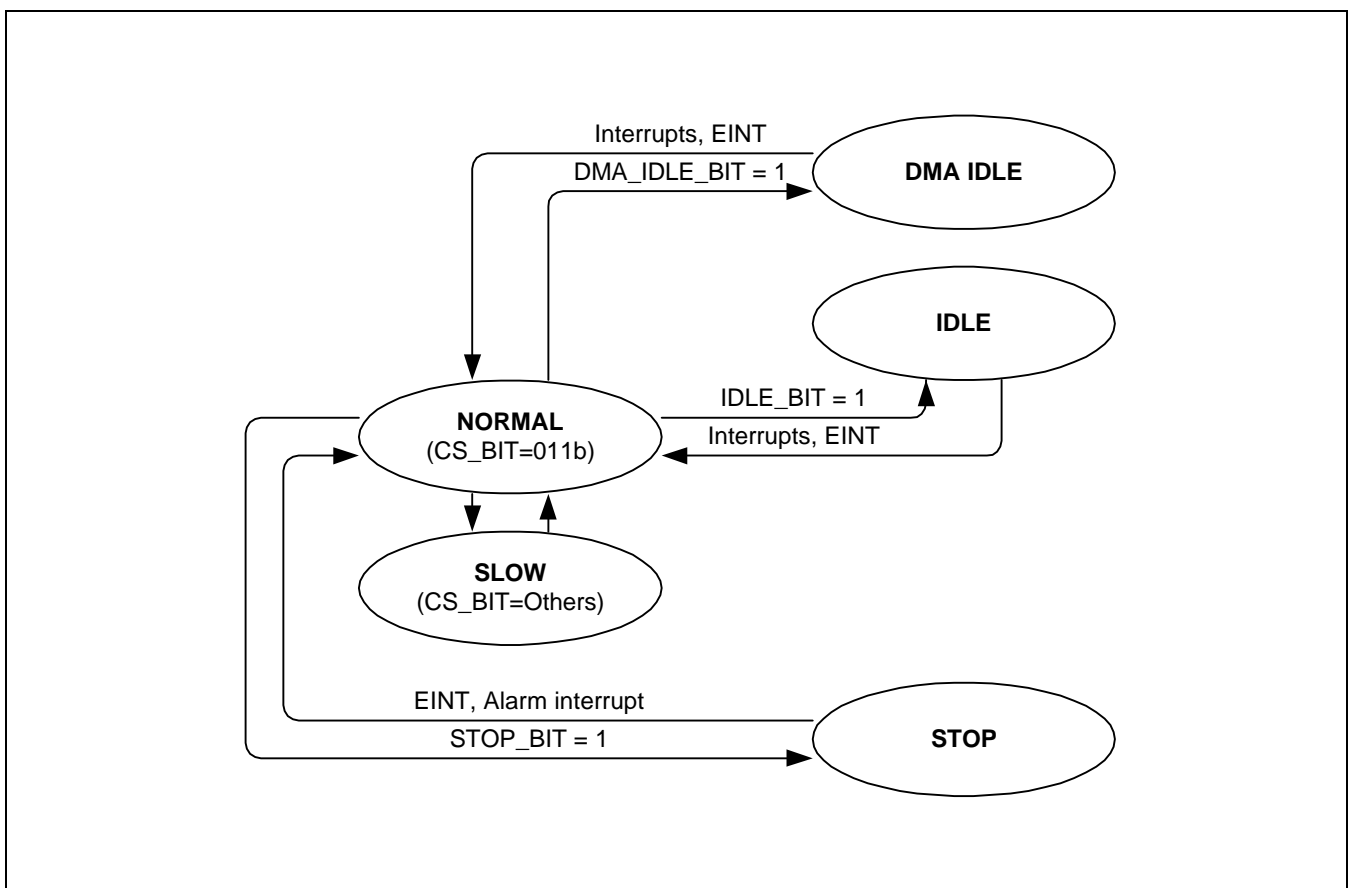 Interrupts, EINT
DMA_IDLE_BIT = 1
DMA IDLE
IDLE
IDLE_BIT = 1
Interrupts, EINT
NORMAL
(CS_BIT=011b)
SLOW
(CS_BIT=Others)
EINT, Alarm interrupt
STOP_BIT = 1
STOP